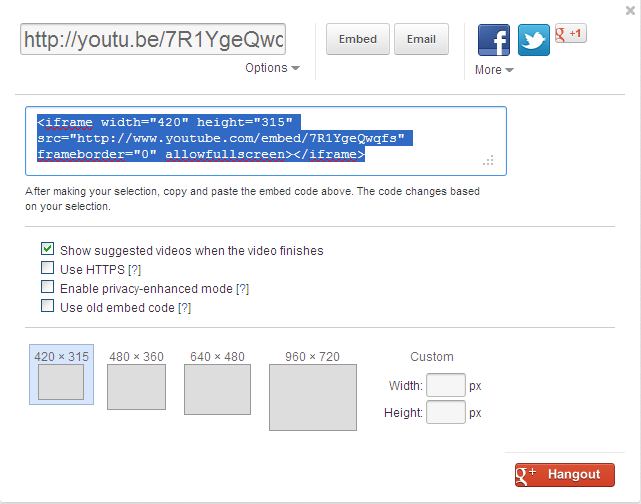 http://youtu.be/7R1YgeQwq
Embed
Email
+1
Options
More
<iframe width="420" height="315"
src="http://www.youtube.com/embed/7R1YgeQwqfs"
frameborder="0" allowfullscreen></iframe>
After making your selection, copy and paste the embed code above. The code changes based
on your selection.
Show suggested videos when the video finishes
Use HTTPS [?]
Enable privacy-enhanced mode [?]
Use old embed code [?]
420 × 315
480 × 360
640 × 480
960 × 720
Custom
Width: px
Height: px
g+ Hangout